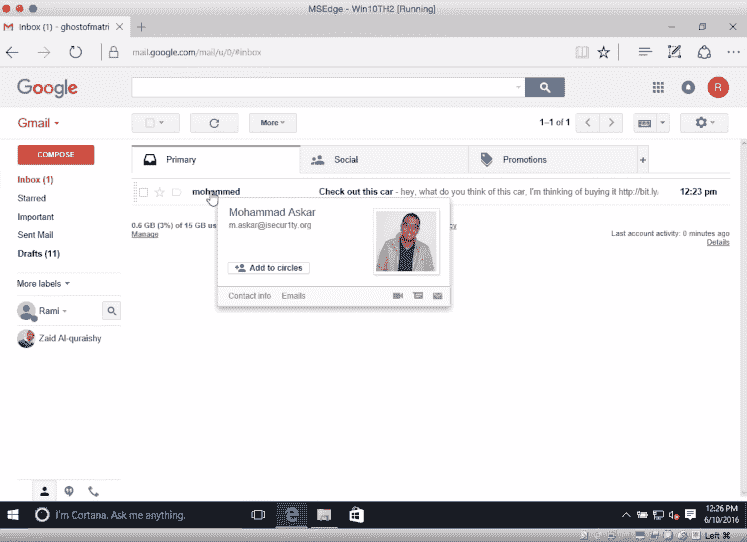 MSEdge - Win10TH2 [Running]
Inbox (1) - ghostofmatri
mail.google.com/mail/u/0/#inbox
Google
R
Gmail
More
1–1 of 1
COMPOSE
Primary
Social
Promotions
Inbox (1)
mohammed
Check out this car - hey, what do you think of this car, I'm thinking of buying it http://bit.ly-
12:23 pm
Starred
Mohammad Askar
m.askar@isecur1ty.org
Important
0.6 GB (3%) of 15 GB us
Manage
Last account activity: 0 minutes ago
Details
Sent Mail
Drafts (11)
Add to circles
More labels
Contact info
Emails
Rami
Zaid Al-quraishy
I'm Cortana. Ask me anything.
12:26 PM
6/10/2016
Left ⌘